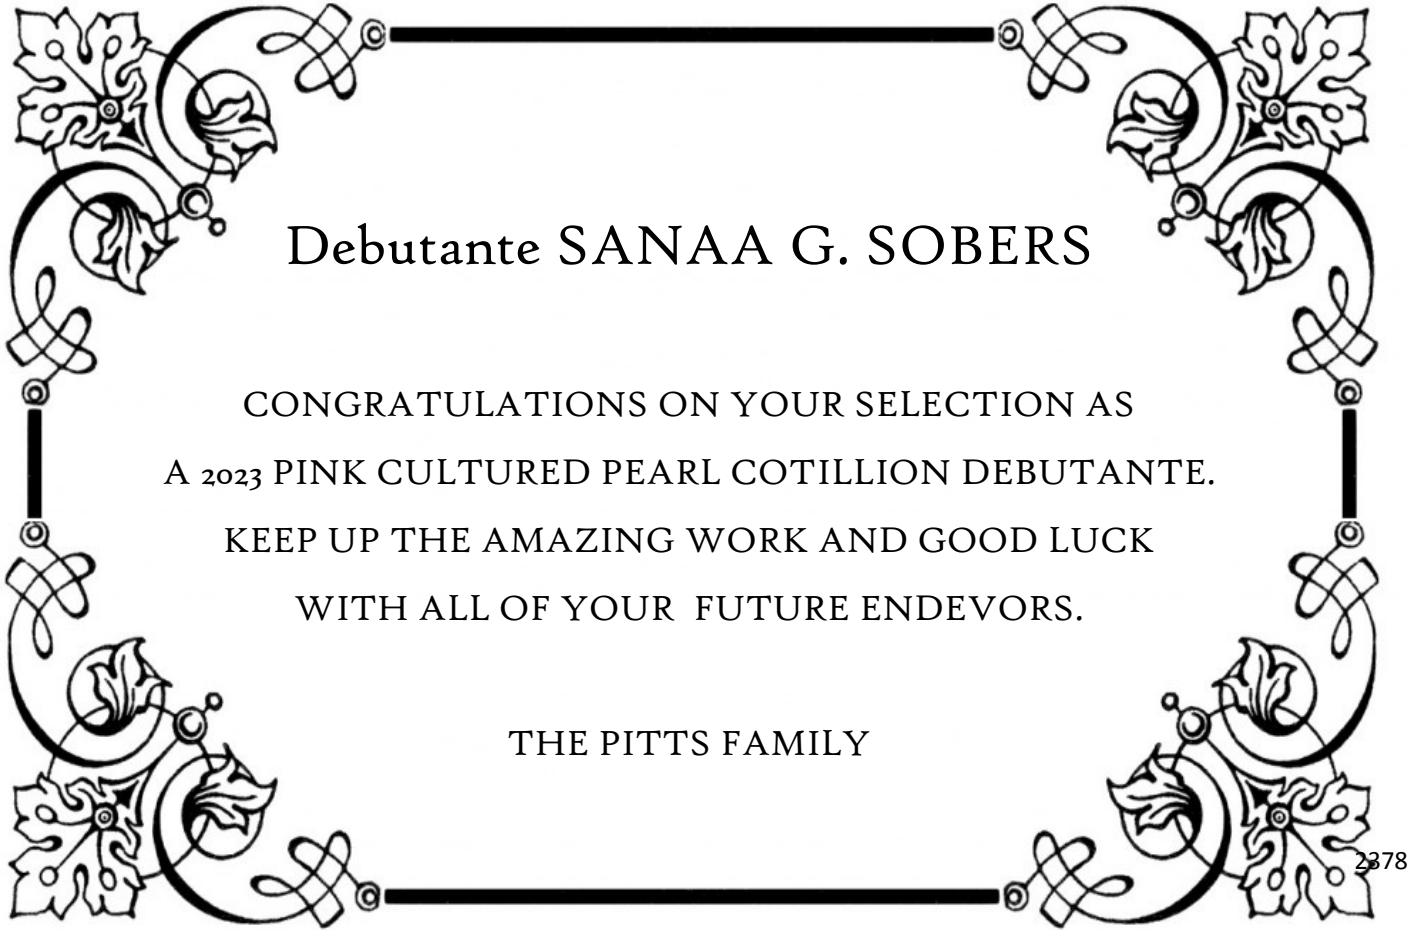 Debutante SANAA G. SOBERS
CONGRATULATIONS ON YOUR SELECTION AS
A 2023 PINK CULTURED PEARL COTILLION DEBUTANTE.
KEEP UP THE AMAZING WORK AND GOOD LUCK
WITH ALL OF YOUR  FUTURE ENDEVORS.
THE PITTS FAMILY
2378